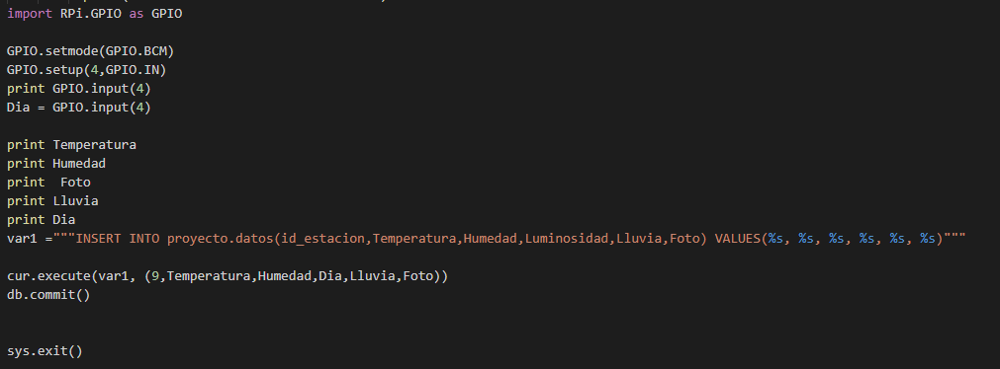 import RPi.GPIO as GPIO
GPIO.setmode(GPIO.BCM)
GPIO.setup(4,GPIO.IN)
print GPIO.input(4)
Dia = GPIO.input(4)
print Temperatura
print Humedad
print  Foto
print Lluvia
print Dia
var1 ="""INSERT INTO proyecto.datos(id_estacion,Temperatura,Humedad,Luminosidad,Lluvia,Foto) VALUES(%s, %s, %s, %s, %s, %s)"""
cur.execute(var1, (9,Temperatura,Humedad,Dia,Lluvia,Foto))
db.commit()
sys.exit()